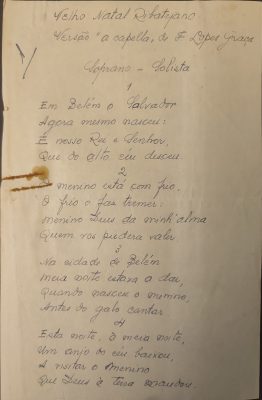 Velho Natal Ribatejano
Versão "a capella, de F. Lopes Graça
Soprano - Solista
1
Em Belém o Salvador
Agora mesmo nasceu:
É nosso Rei e Senhor,
Que do alto céu desceu.
2
menino está com frio,
O frio o faz tremer:
menino Deus da minh'alma
Quem vos pudera valer
3
Na cidade de Belém
meia noite estava a dar,
Quando nasceu o menino,
Antes do galo cantar
4
Esta noite, à meia noite,
Um anjo do céu baixou,
A visitar o menino
Que Deus à terra mandou.